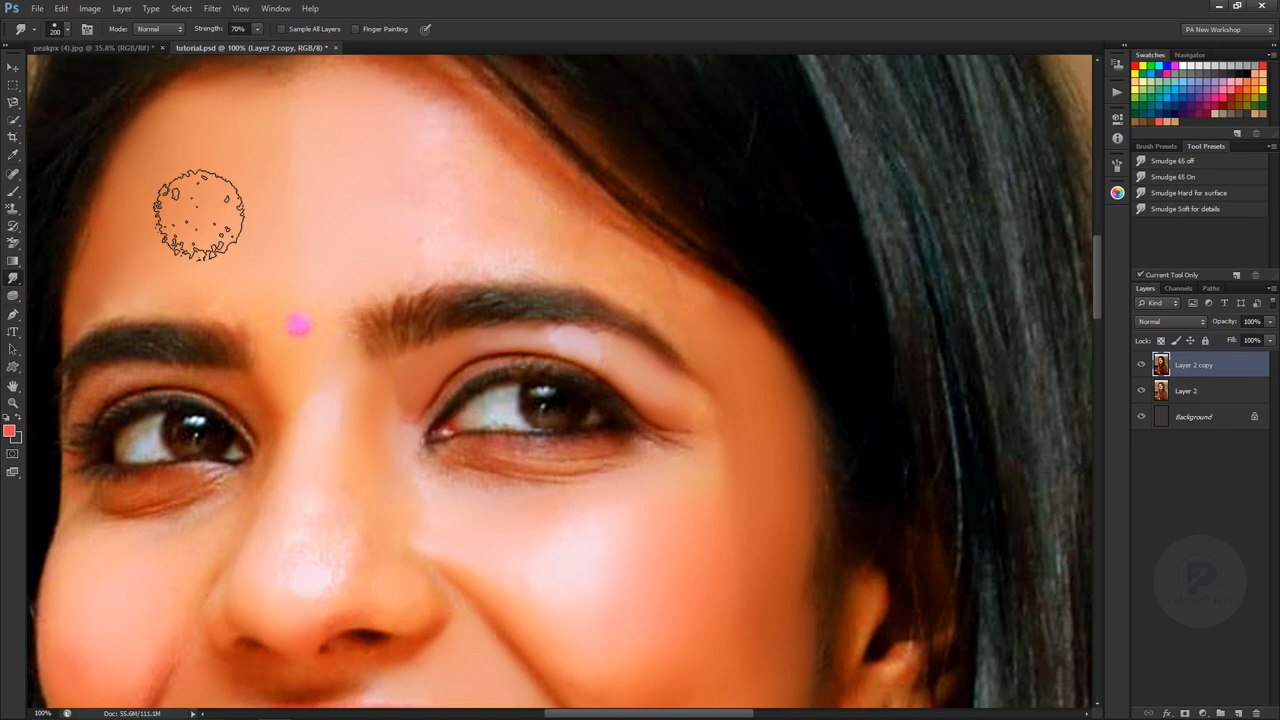 Ps File Edit Image Layer Type Select Filter View Window Help
200 Mode: Normal Strength: 70% Sample All Layers Finger Painting PA New Workshop
peakpx (4).jpg @ 35.8% (RGB/8#) * × tutorial.psd @ 100% (Layer 2 copy, RGB/8) * ×
Swatches Navigator
Brush Presets Tool Presets
Smudge 65 off
Smudge 65 On
Smudge Hard for surface
Smudge Soft for details
Current Tool Only
Layers Channels Paths
Kind
Normal Opacity: 100%
Lock: Fill: 100%
Layer 2 copy
Layer 2
Background
100% Doc: 55.6M/111.1M